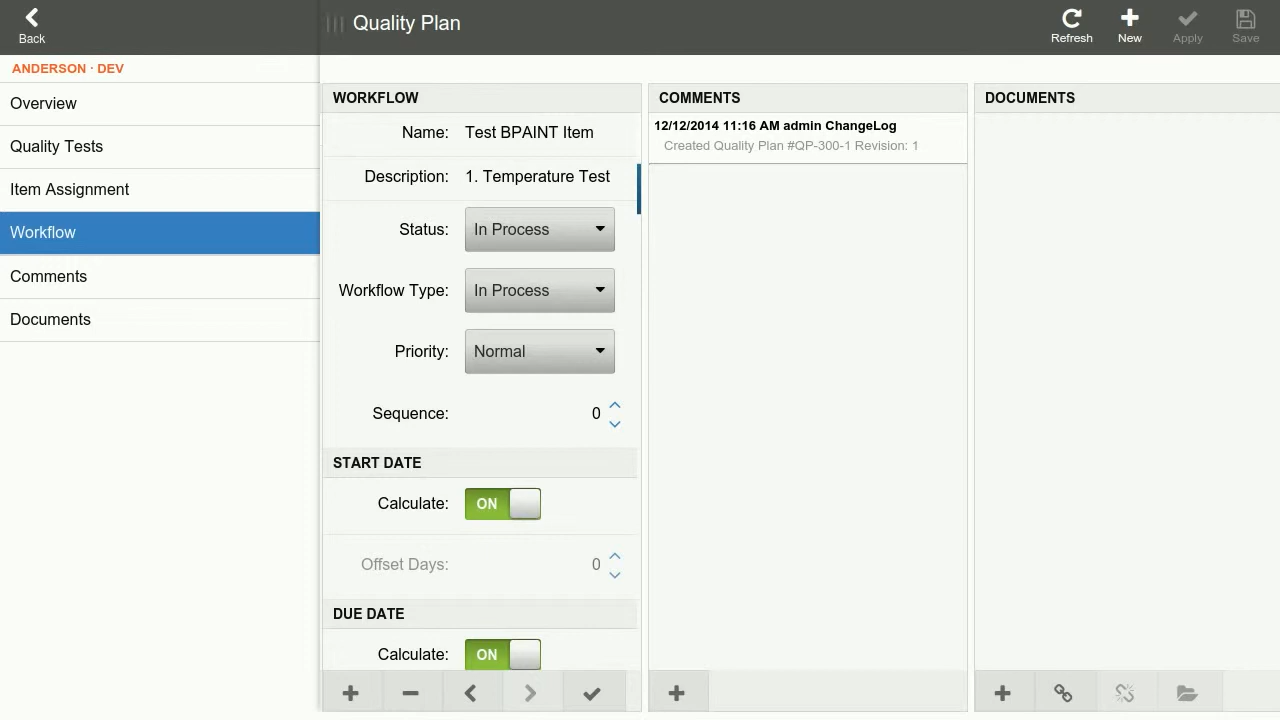 Back
Quality Plan
Refresh
New
Apply
Save
ANDERSON · DEV
Overview
Quality Tests
Item Assignment
Workflow
Comments
Documents
WORKFLOW
Name: Test BPAINT Item
Description: 1. Temperature Test
Status: In Process
Workflow Type: In Process
Priority: Normal
Sequence: 0
START DATE
Calculate: ON
Offset Days: 0
DUE DATE
Calculate: ON
COMMENTS
12/12/2014 11:16 AM admin ChangeLog
Created Quality Plan #QP-300-1 Revision: 1
DOCUMENTS